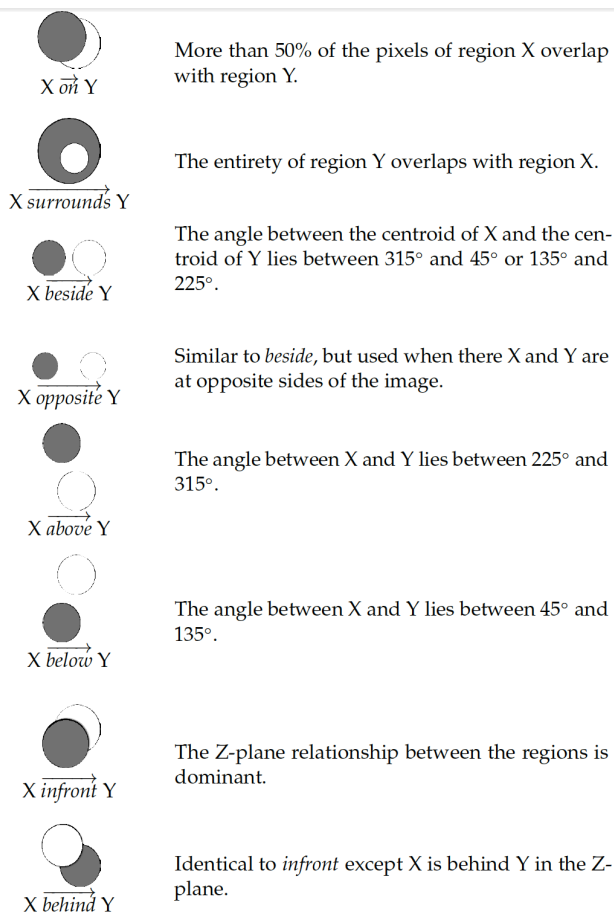 More than 50% of the pixels of region X overlap
with region Y.
X on Y
The entirety of region Y overlaps with region X.
X surrounds Y
The angle between the centroid of X and the cen-
troid of Y lies between 315° and 45° or 135° and
225°.
X beside Y
Similar to beside, but used when there X and Y are
at opposite sides of the image.
X opposite Y
The angle between X and Y lies between 225° and
315°.
X above Y
The angle between X and Y lies between 45° and
135°.
X below Y
The Z-plane relationship between the regions is
dominant.
X infront Y
Identical to infront except X is behind Y in the Z-
plane.
X behind Y